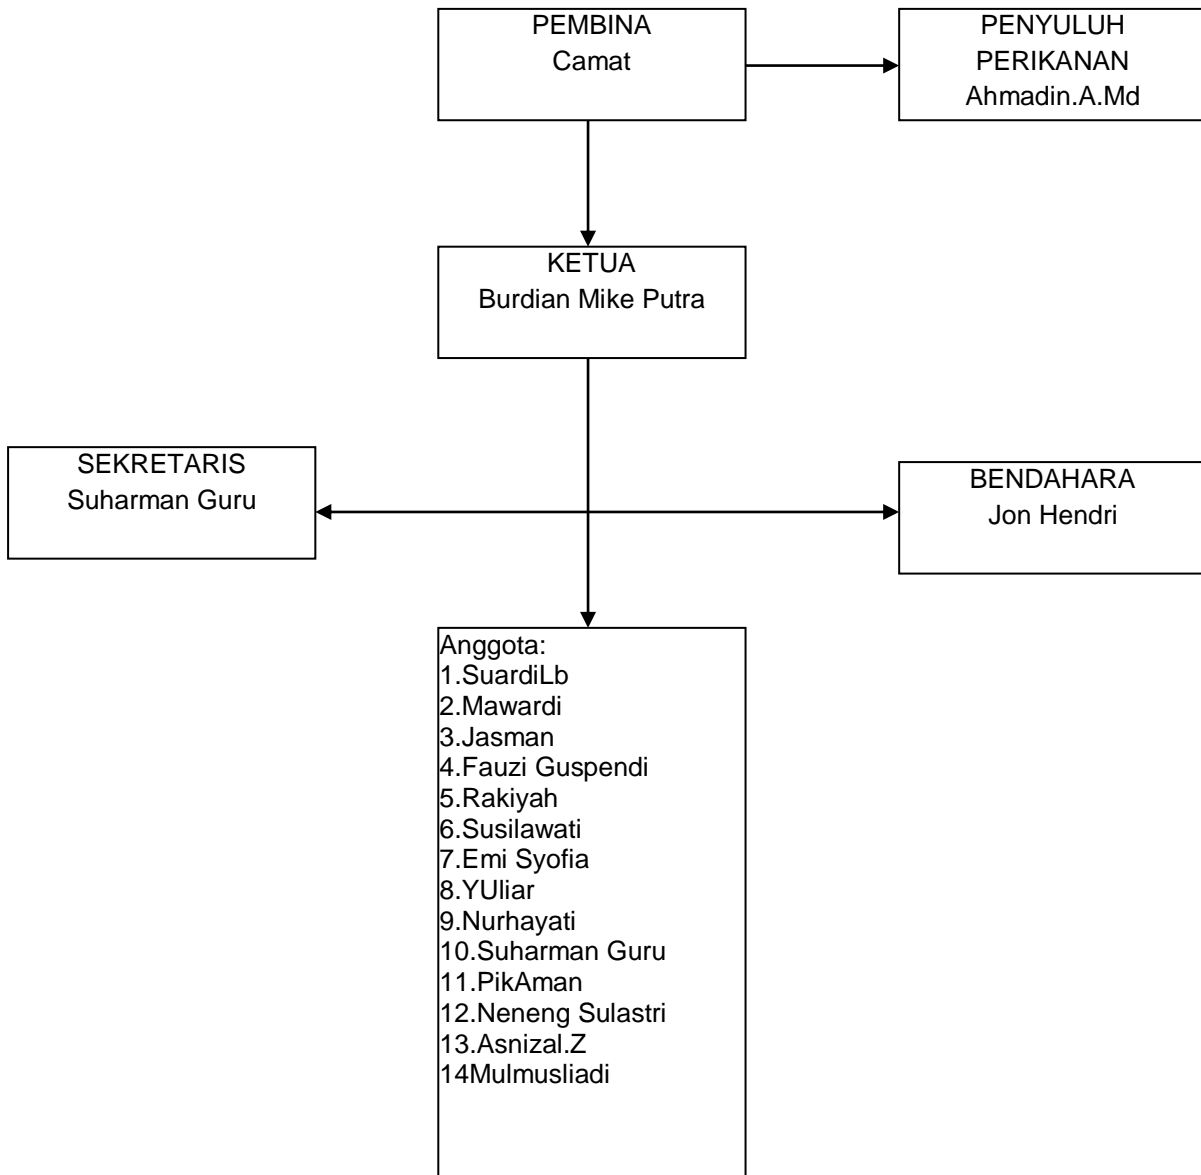 PEMBINA
Camat
PENYULUH
PERIKANAN
Ahmadin.A.Md
KETUA
Burdian Mike Putra
SEKRETARIS
Suharman Guru
BENDAHARA
Jon Hendri
Anggota:
1.SuardiLb
2.Mawardi
3.Jasman
4.Fauzi Guspendi
5.Rakiyah
6.Susilawati
7.Emi Syofia
8.YUliar
9.Nurhayati
10.Suharman Guru
11.PikAman
12.Neneng Sulastri
13.Asnizal.Z
14Mulmusliadi